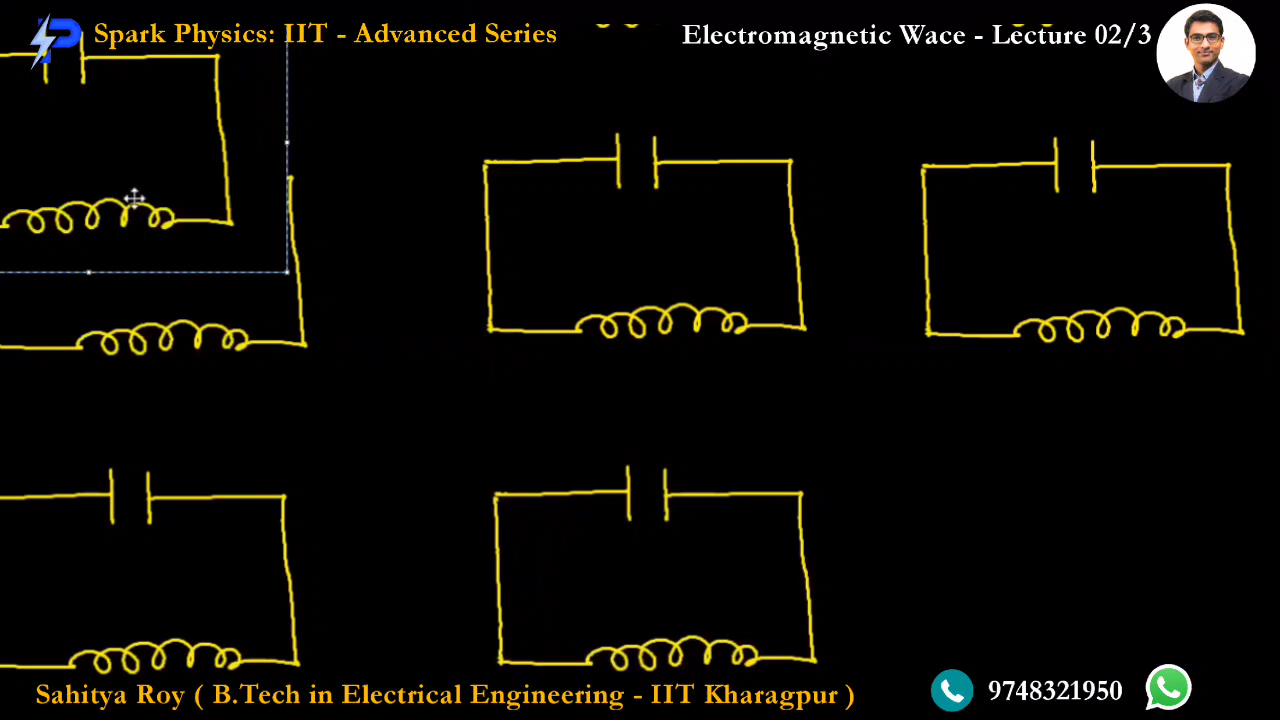 Spark Physics: IIT - Advanced Series
Electromagnetic Wace - Lecture 02/3
Sahitya Roy ( B.Tech in Electrical Engineering - IIT Kharagpur )
9748321950